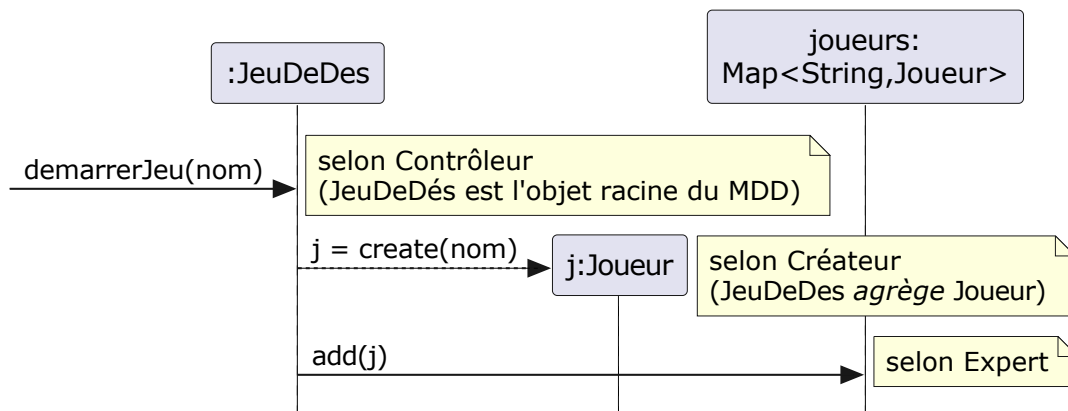 :JeuDeDes
joueurs:
Map<String,Joueur>
demarrerJeu(nom)
selon Contrôleur
(JeuDeDés est l'objet racine du MDD)
j = create(nom)
j:Joueur
selon Créateur
(JeuDeDes agrège Joueur)
add(j)
selon Expert